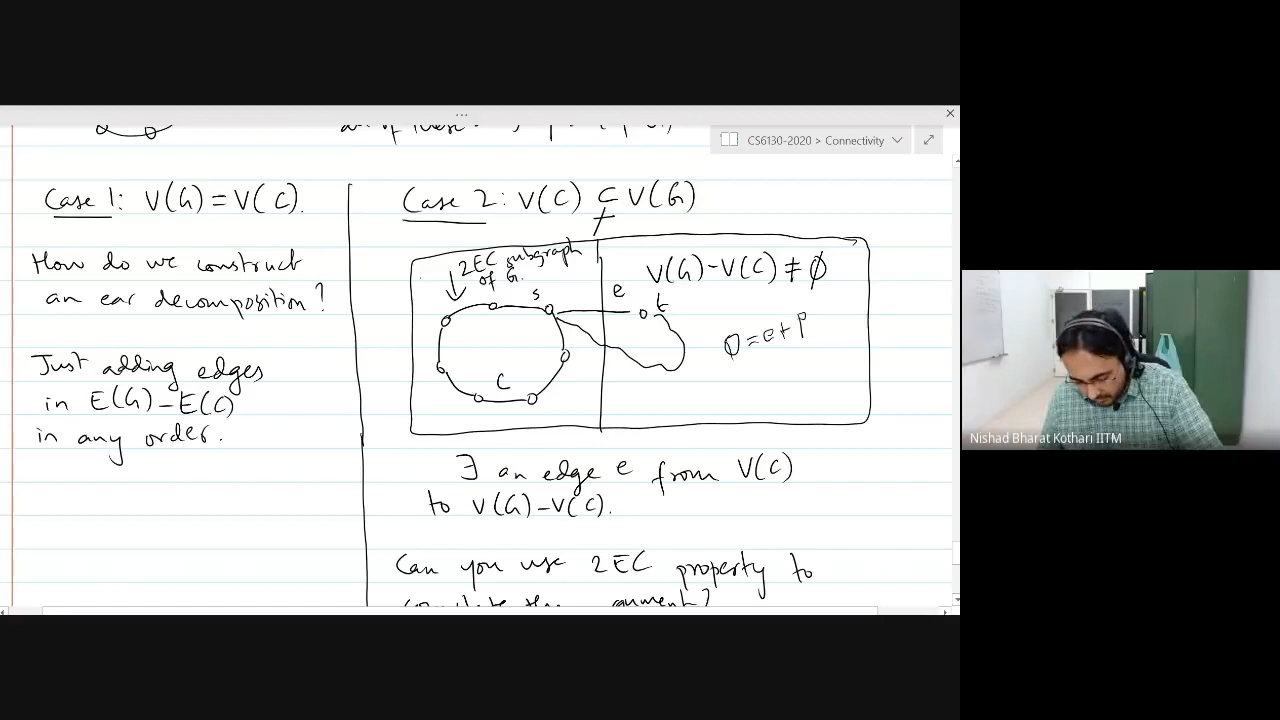 CS6130-2020 > Connectivity
Case 1: V(G) = V(C).
How do we construct
an ear decomposition?
Just adding edges
in E(G) – E(C)
in any order.
Case 2: V(C) ⊊ V(G)
2EC subgraph
of G.
V(G) – V(C) ≠ ∅
s
e
t
C
Q = e + P
∃ an edge e from V(C)
to V(G) – V(C).
Can you use 2EC property to
Nishad Bharat Kothari IITM